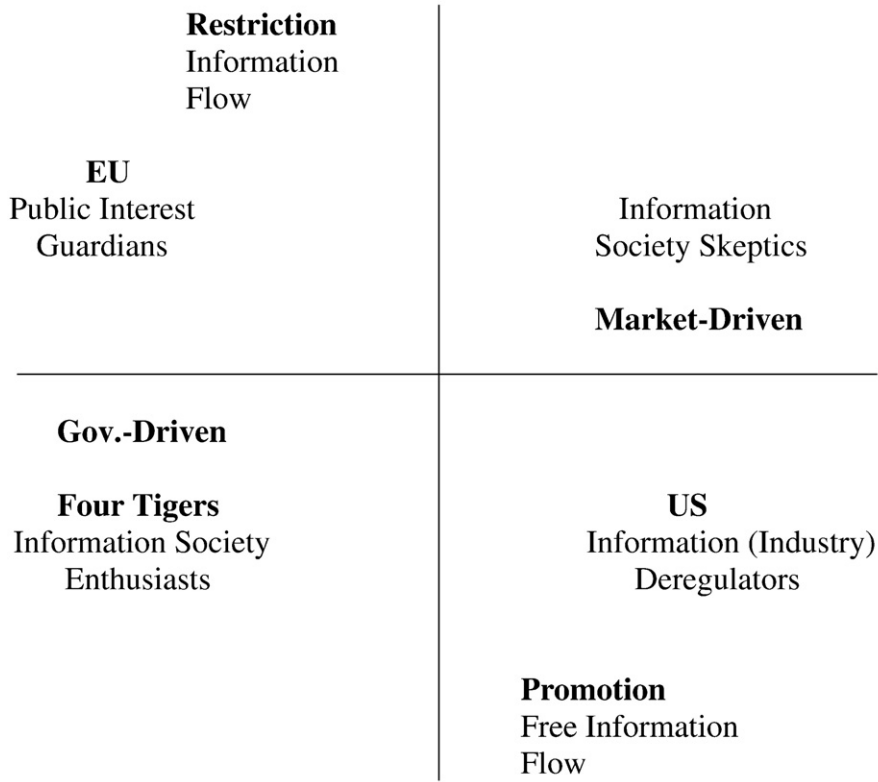 Restriction
Information
Flow
EU
Public Interest
Guardians
Information
Society Skeptics
Market-Driven
Gov.-Driven
Four Tigers
Information Society
Enthusiasts
US
Information (Industry)
Deregulators
Promotion
Free Information
Flow